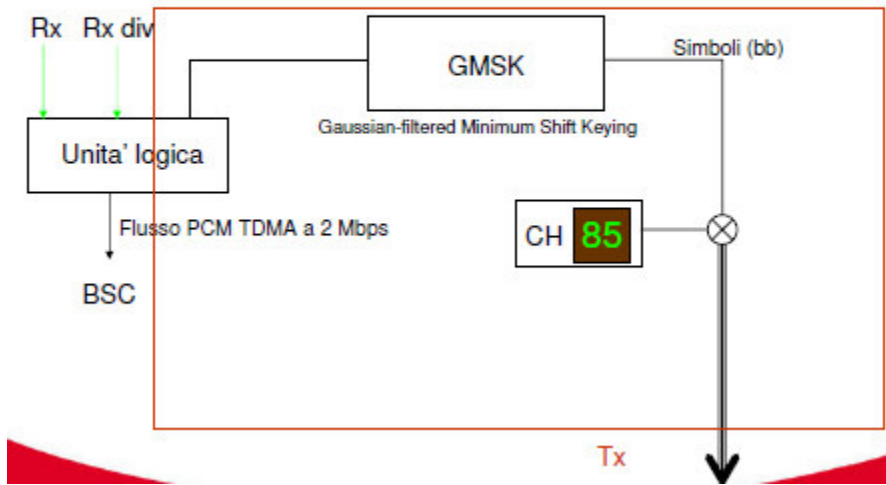 Rx
Rx div
GMSK
Simboli (bb)
Gaussian-filtered Minimum Shift Keying
Unita' logica
Flusso PCM TDMA a 2 Mbps
CH 85
BSC
Tx